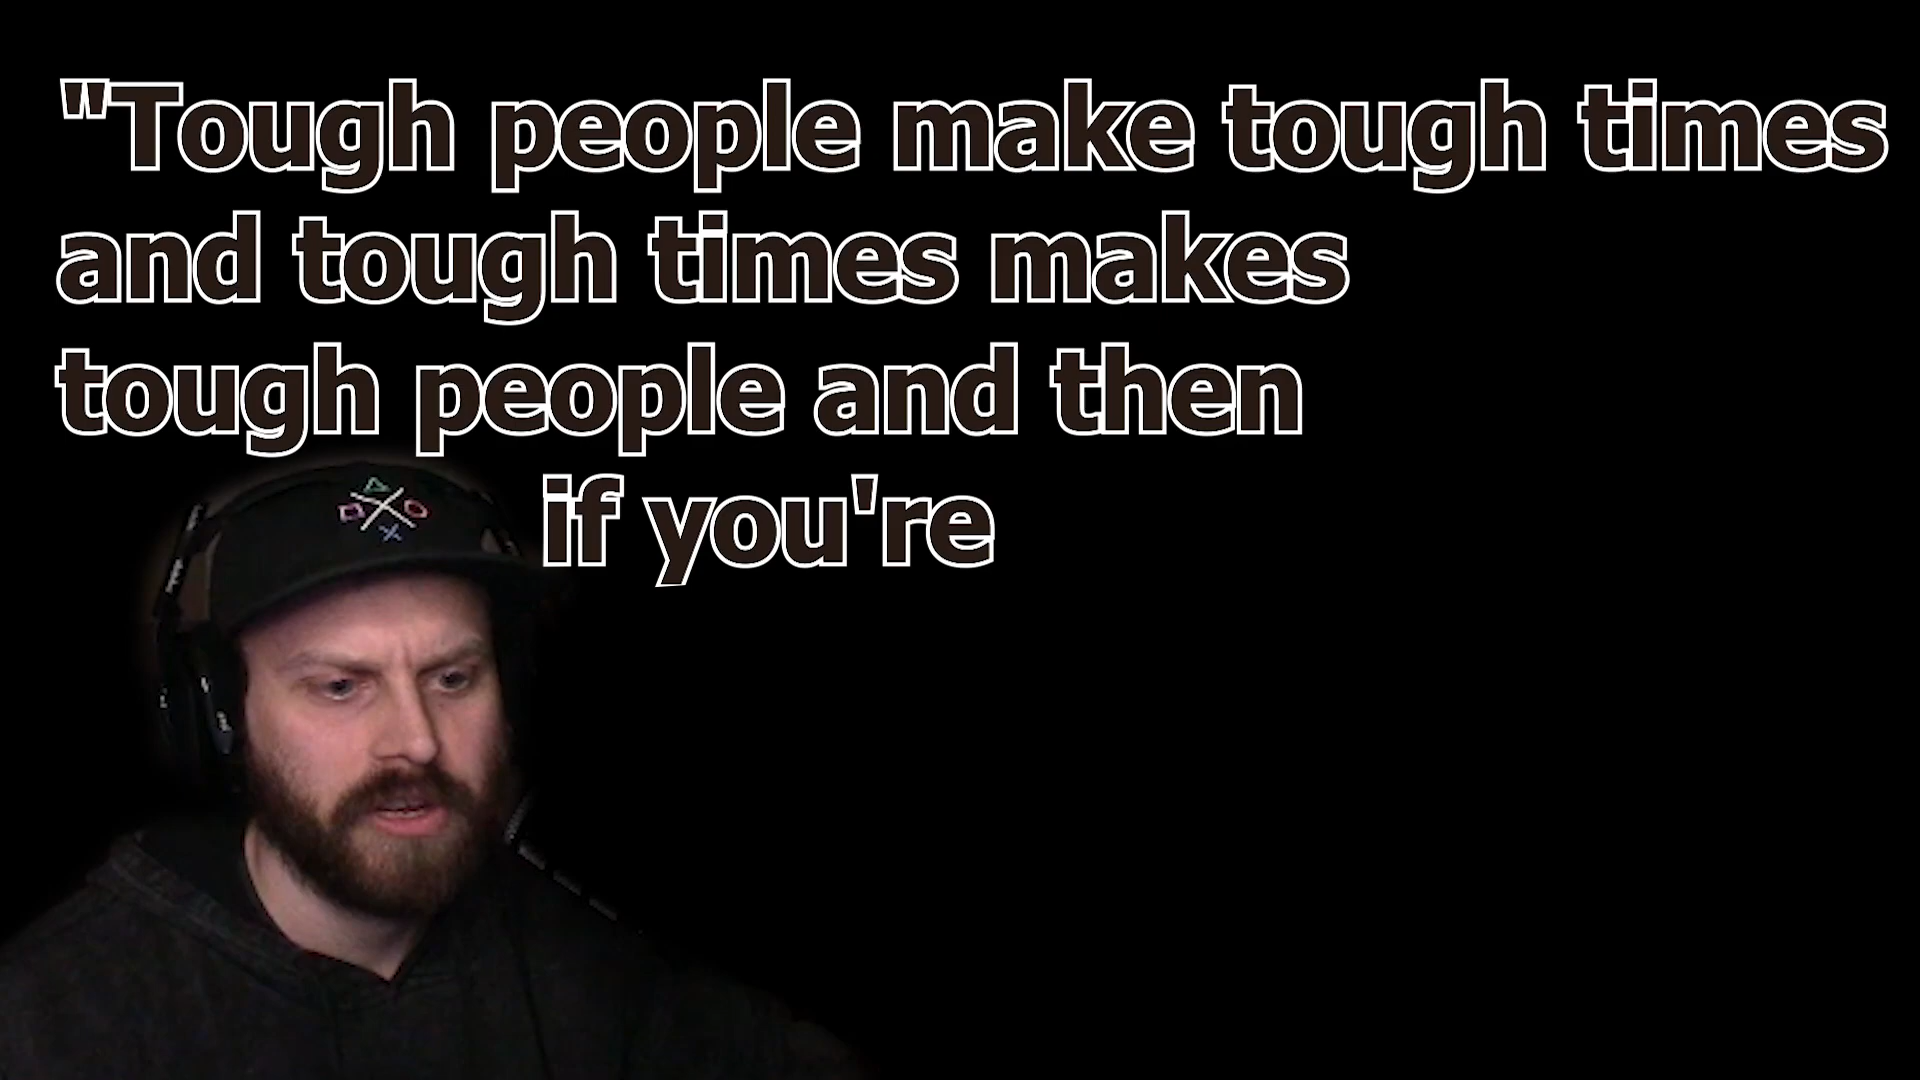 "Tough people make tough times
and tough times makes
tough people and then
if you're